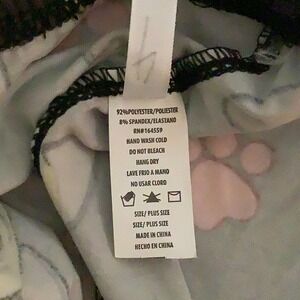 92%POLYESTER/POLIESTER
8% SPANDEX/ELASTANO
RN#164559
HAND WASH COLD
DO NOT BLEACH
HANG DRY
LAVE FRIO A MANO
NO USAR CLORO
SIZE/ PLUS SIZE
SIZE/ PLUS SIZE
MADE IN CHINA
HECHO EN CHINA